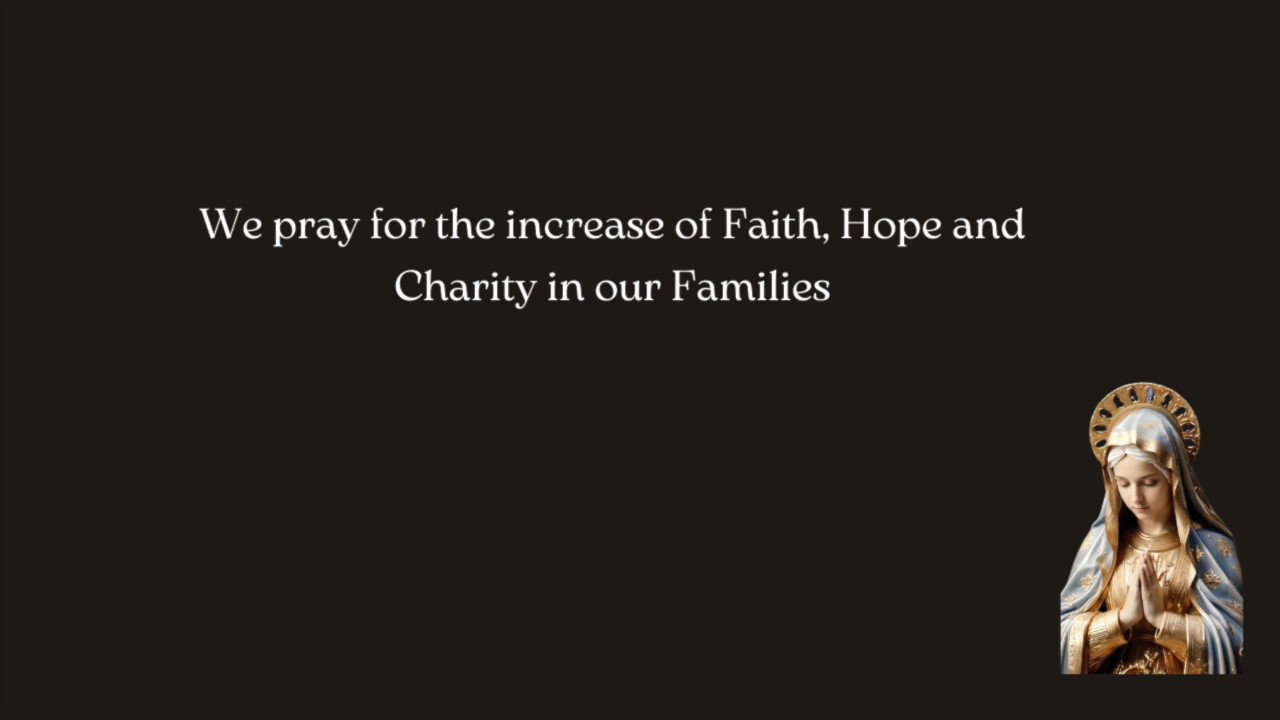 We pray for the increase of Faith, Hope and
Charity in our Families